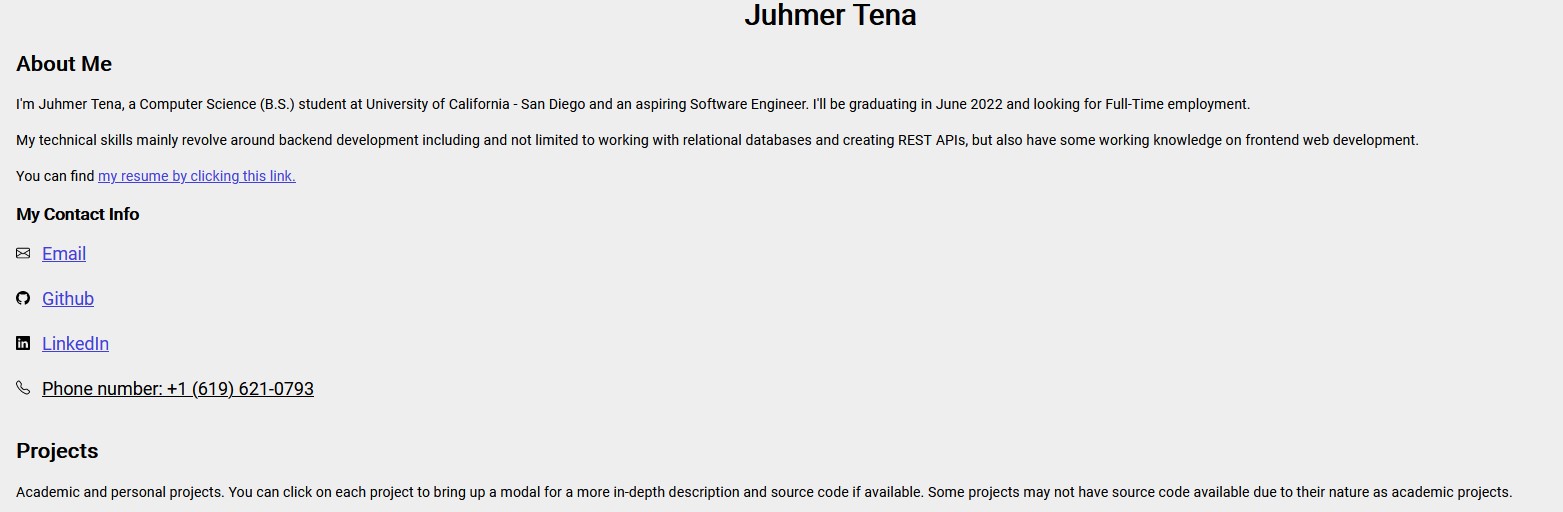 Juhmer Tena
About Me
I'm Juhmer Tena, a Computer Science (B.S.) student at University of California - San Diego and an aspiring Software Engineer. I'll be graduating in June 2022 and looking for Full-Time employment.
My technical skills mainly revolve around backend development including and not limited to working with relational databases and creating REST APIs, but also have some working knowledge on frontend web development.
You can find my resume by clicking this link.
My Contact Info
Email
Github
LinkedIn
Phone number: +1 (619) 621-0793
Projects
Academic and personal projects. You can click on each project to bring up a modal for a more in-depth description and source code if available. Some projects may not have source code available due to their nature as academic projects.